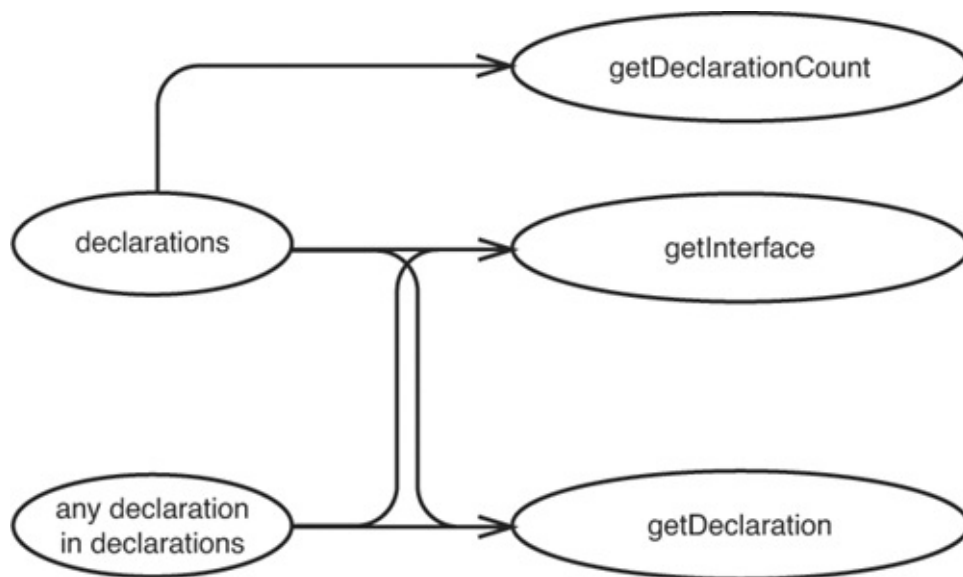 getDeclarationCount
declarations
getInterface
any declaration
in declarations
getDeclaration